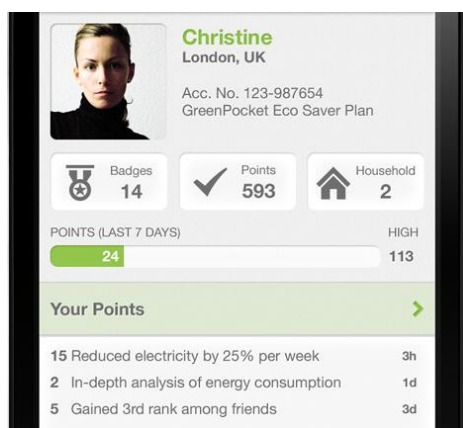 Christine
London, UK
Acc. No. 123-987654
GreenPocket Eco Saver Plan
Badges
14
Points
593
Household
2
POINTS (LAST 7 DAYS) HIGH
24 113
Your Points
15 Reduced electricity by 25% per week 3h
2 In-depth analysis of energy consumption 1d
5 Gained 3rd rank among friends 3d